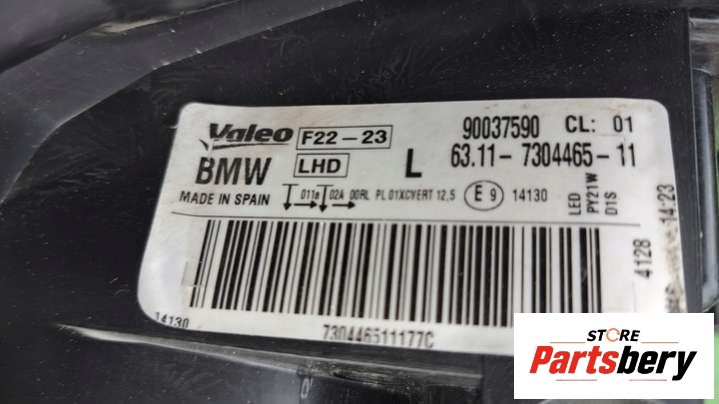 Valeo F22-23 90037590 CL: 01
BMW LHD L 63.11-7304465-11
MADE IN SPAIN 011a 02A 00RL PL 01XCVERT 12,5 E 9 14130
LED
PY21W
D1S
4128 14:23
14130
730446511177C
STORE
Partsbery